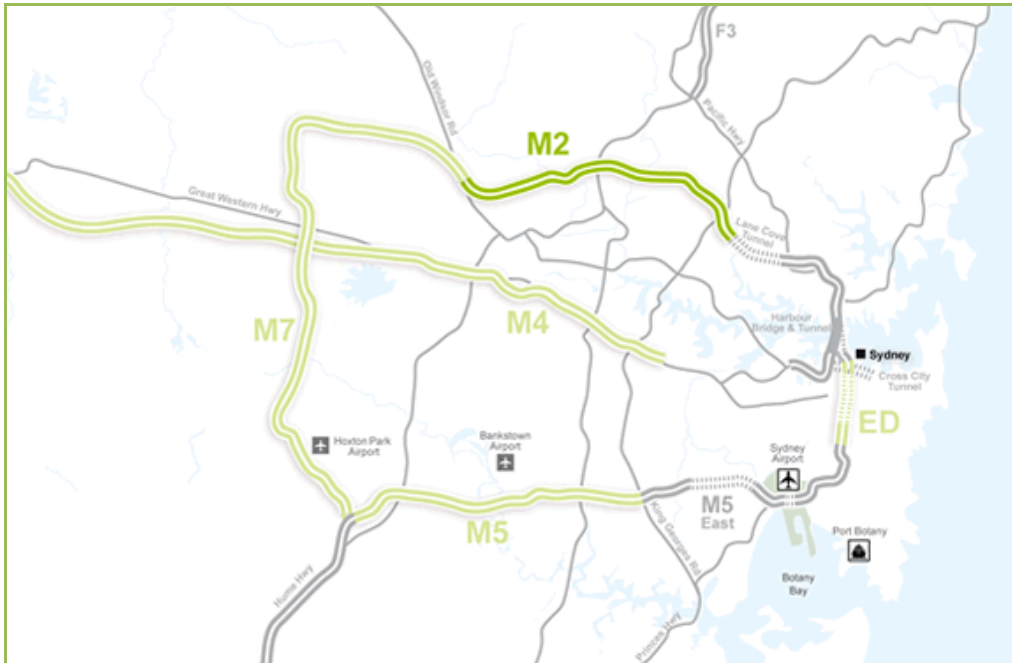 F3
Old Windsor Rd
Pacific Hwy
M2
Great Western Hwy
Lane Cove
Tunnel
M7
M4
Harbour
Bridge & Tunnel
Sydney
Cross City
Tunnel
ED
Hoxton Park
Airport
Bankstown
Airport
Sydney
Airport
M5
M5
East
King Georges Rd
Port Botany
Hume Hwy
Botany
Bay
Princes Hwy